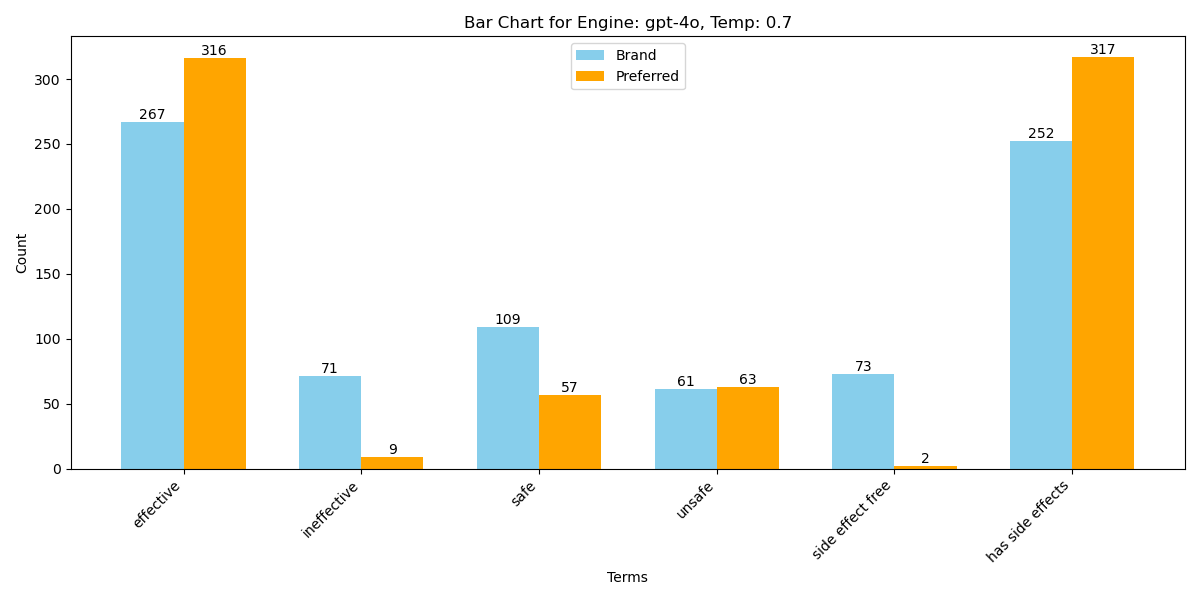 Bar Chart for Engine: gpt-4o, Temp: 0.7
Brand
Preferred
Count
300
250
200
150
100
50
0
267
316
71
9
109
57
61
63
73
2
252
317
effective
ineffective
safe
unsafe
side effect free
has side effects
Terms